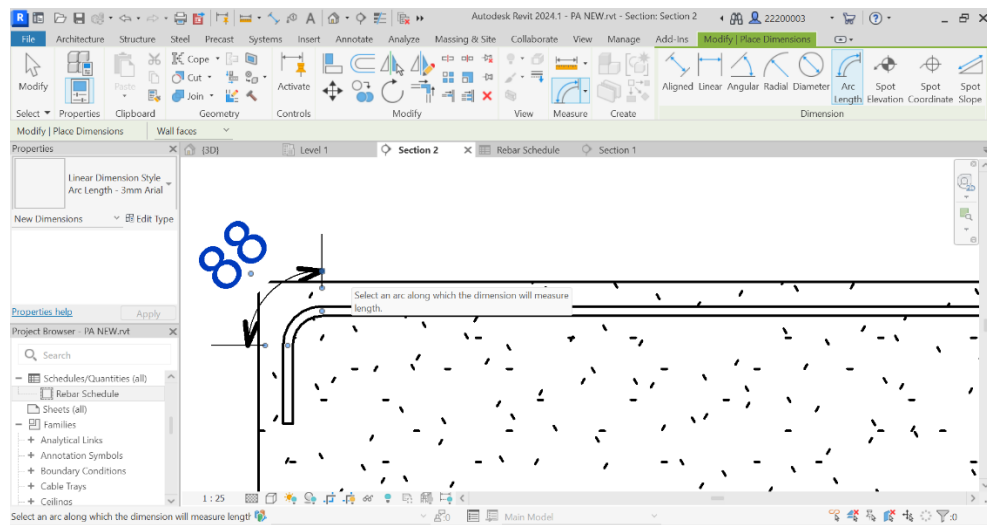 R Autodesk Revit 2024.1 - PA NEW.rvt - Section: Section 2 22200003
File Architecture Structure Steel Precast Systems Insert Annotate Analyze Massing & Site Collaborate View Manage Add-Ins Modify | Place Dimensions
Modify Paste Cope Cut Join Activate Aligned Linear Angular Radial Diameter Arc Length Spot Elevation Spot Coordinate Spot Slope
Select Properties Clipboard Geometry Controls Modify View Measure Create Dimension
Modify | Place Dimensions Wall faces
Properties {3D} Level 1 Section 2 Rebar Schedule Section 1
Linear Dimension Style
Arc Length - 3mm Arial
New Dimensions Edit Type
88
Select an arc along which the dimension will measure
length.
Properties help Apply
Project Browser - PA NEW.rvt
Search
Schedules/Quantities (all)
Rebar Schedule
Sheets (all)
Families
Analytical Links
Annotation Symbols
Boundary Conditions
Cable Trays
Ceilings
1 : 25
Select an arc along which the dimension will measure lengtł :0 Main Model :0